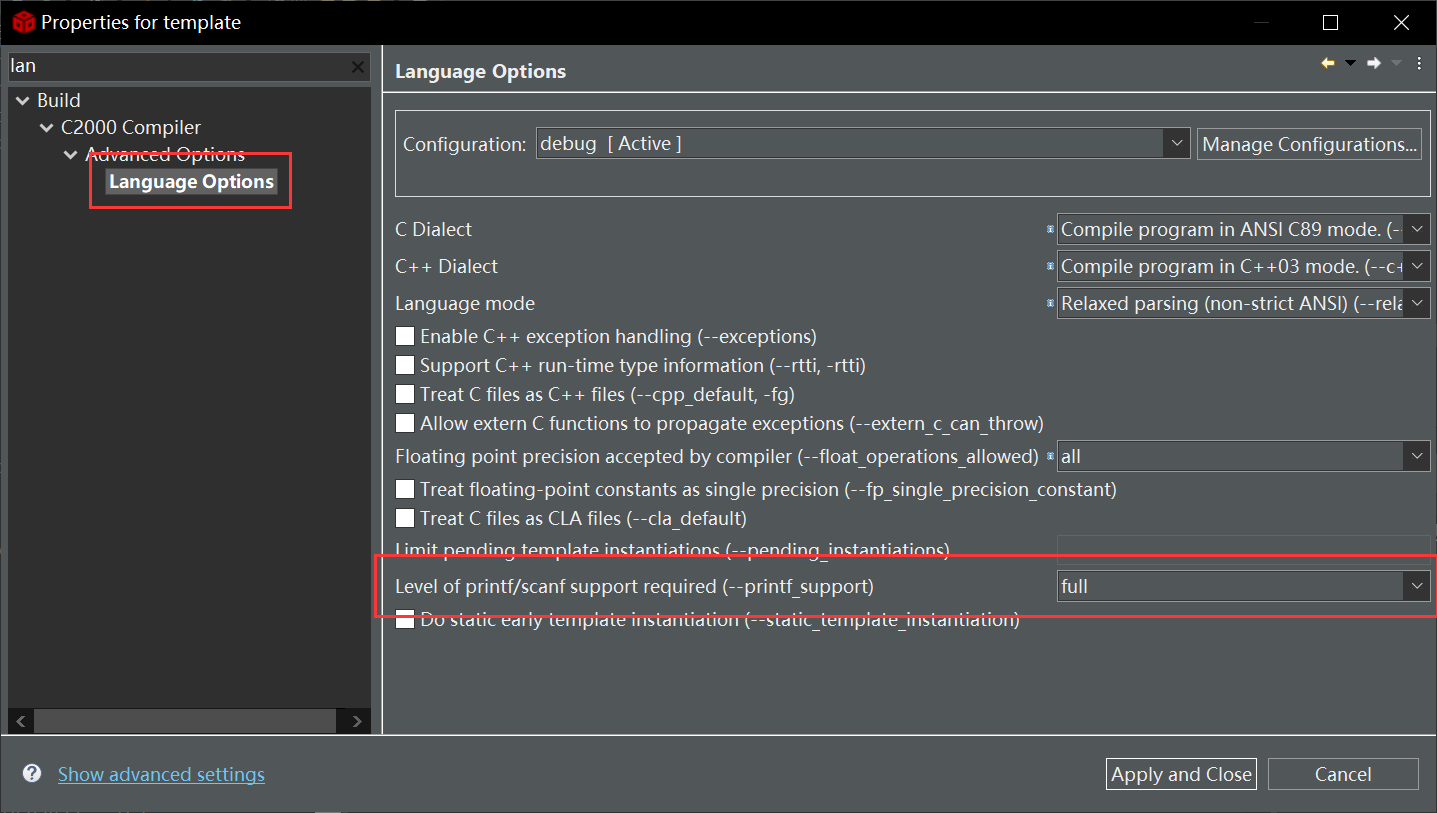 Properties for template
lan
Build
C2000 Compiler
Advanced Options
Language Options
Language Options
Configuration: debug [ Active ] Manage Configurations...
C Dialect Compile program in ANSI C89 mode. (--
C++ Dialect Compile program in C++03 mode. (--c+
Language mode Relaxed parsing (non-strict ANSI) (--rela
Enable C++ exception handling (--exceptions)
Support C++ run-time type information (--rtti, -rtti)
Treat C files as C++ files (--cpp_default, -fg)
Allow extern C functions to propagate exceptions (--extern_c_can_throw)
Floating point precision accepted by compiler (--float_operations_allowed) all
Treat floating-point constants as single precision (--fp_single_precision_constant)
Treat C files as CLA files (--cla_default)
Limit pending template instantiations (--pending_instantiations)
Level of printf/scanf support required (--printf_support) full
Do static early template instantiation (--static_template_instantiation)
Show advanced settings
Apply and Close Cancel